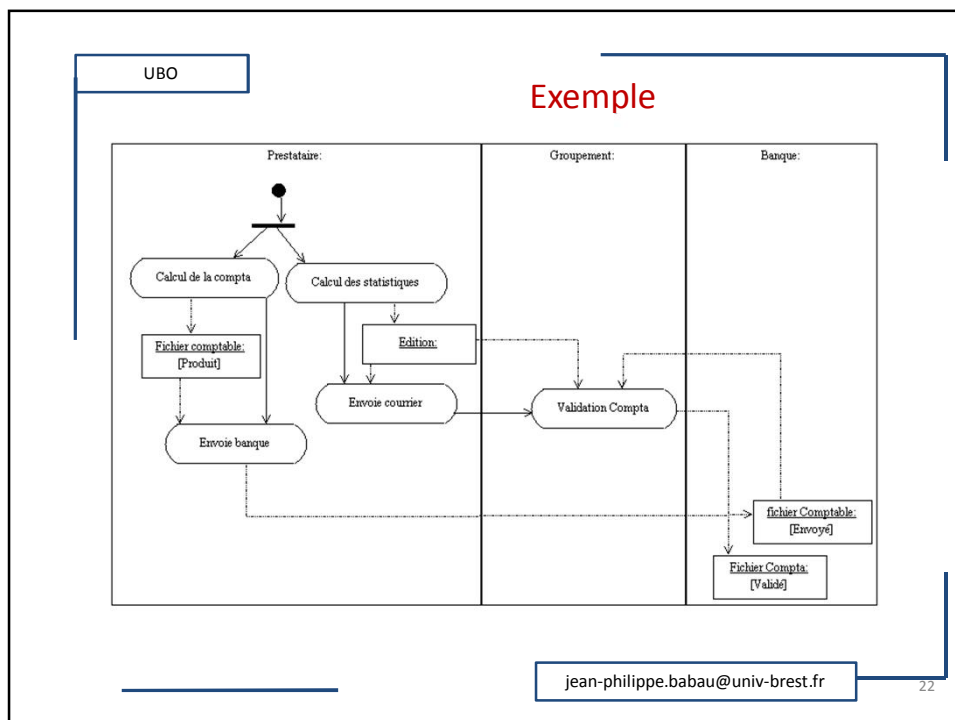 UBO
Exemple
Prestataire:
Groupement:
Banque:
Calcul de la compta
Calcul des statistiques
Fichier comptable:
[Produit]
Edition:
Envoie courrier
Validation Compta
Envoie banque
fichier Comptable:
[Envoyé]
Fichier Compta:
[Validé]
jean-philippe.babau@univ-brest.fr
22